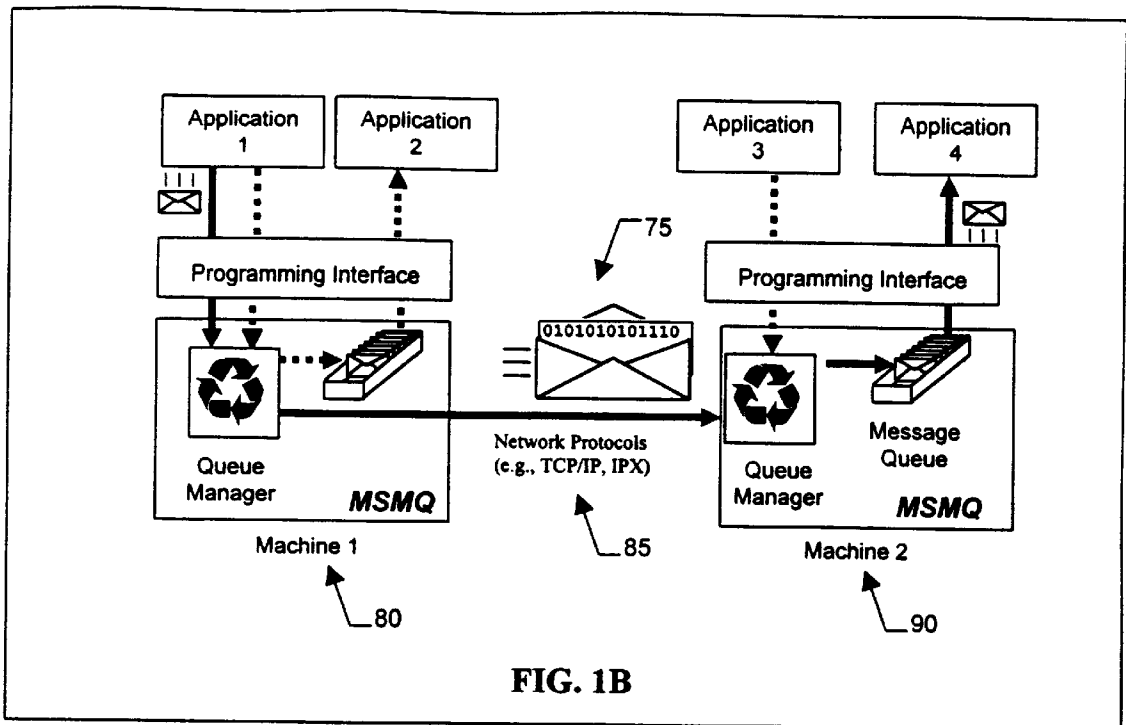 Application
1
Application
2
Application
3
Application
4
75
Programming Interface
Programming Interface
0101010101110
Network Protocols
(e.g., TCP/IP, IPX)
Queue
Manager
MSMQ
Message
Queue
Queue
Manager
MSMQ
Machine 1
85
Machine 2
80
90
FIG. 1B